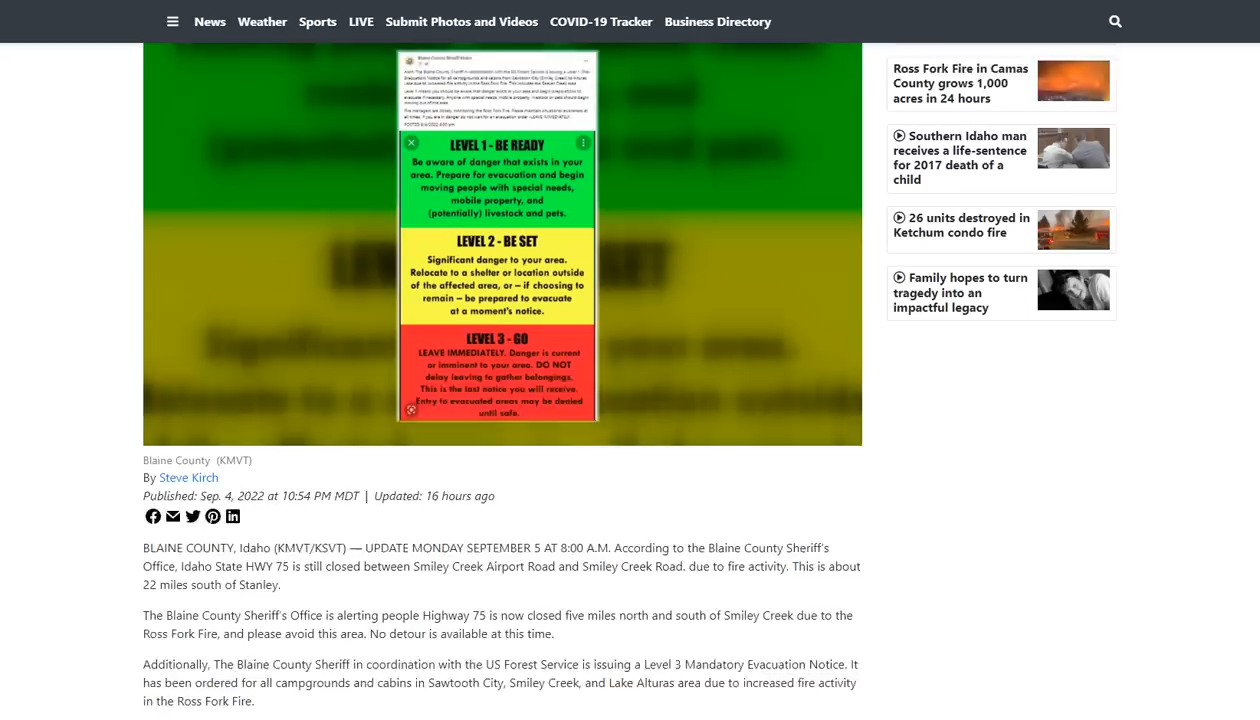 News Weather Sports LIVE Submit Photos and Videos COVID-19 Tracker Business Directory
Blaine County Sheriff Idaho
LEVEL 1 - BE READY
Be aware of danger that exists in your
area. Prepare for evacuation and begin
moving people with special needs,
mobile property, and
(potentially) livestock and pets.
LEVEL 2 - BE SET
Significant danger to your area.
Relocate to a shelter or location outside
of the affected area, or – if choosing to
remain – be prepared to evacuate
at a moment's notice.
LEVEL 3 - GO
LEAVE IMMEDIATELY. Danger is current
or imminent to your area. DO NOT
delay leaving to gather belongings.
This is the last notice you will receive.
Entry to evacuated areas may be denied
until safe.
Blaine County (KMVT)
By Steve Kirch
Published: Sep. 4, 2022 at 10:54 PM MDT | Updated: 16 hours ago
BLAINE COUNTY, Idaho (KMVT/KSVT) — UPDATE MONDAY SEPTEMBER 5 AT 8:00 A.M. According to the Blaine County Sheriff's
Office, Idaho State HWY 75 is still closed between Smiley Creek Airport Road and Smiley Creek Road. due to fire activity. This is about
22 miles south of Stanley.
The Blaine County Sheriff's Office is alerting people Highway 75 is now closed five miles north and south of Smiley Creek due to the
Ross Fork Fire, and please avoid this area. No detour is available at this time.
Additionally, The Blaine County Sheriff in coordination with the US Forest Service is issuing a Level 3 Mandatory Evacuation Notice. It
has been ordered for all campgrounds and cabins in Sawtooth City, Smiley Creek, and Lake Alturas area due to increased fire activity
in the Ross Fork Fire.
Ross Fork Fire in Camas
County grows 1,000
acres in 24 hours
Southern Idaho man
receives a life-sentence
for 2017 death of a
child
26 units destroyed in
Ketchum condo fire
Family hopes to turn
tragedy into an
impactful legacy